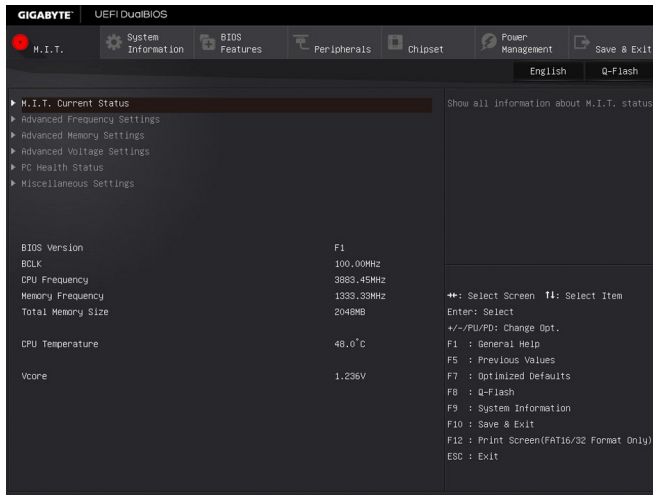 GIGABYTE™ UEFI DualBIOS
M.I.T.
System Information
BIOS Features
Peripherals
Chipset
Power Management
Save & Exit
English Q-Flash
M.I.T. Current Status
Advanced Frequency Settings
Advanced Memory Settings
Advanced Voltage Settings
PC Health Status
Miscellaneous Settings
Show all information about M.I.T. status
BIOS Version F1
BCLK 100.00MHz
CPU Frequency 3883.45MHz
Memory Frequency 1333.33MHz
Total Memory Size 2048MB
CPU Temperature 48.0°C
Vcore 1.236V
→←: Select Screen ↑↓: Select Item
Enter: Select
+/-/PU/PD: Change Opt.
F1 : General Help
F5 : Previous Values
F7 : Optimized Defaults
F8 : Q-Flash
F9 : System Information
F10 : Save & Exit
F12 : Print Screen(FAT16/32 Format Only)
ESC : Exit